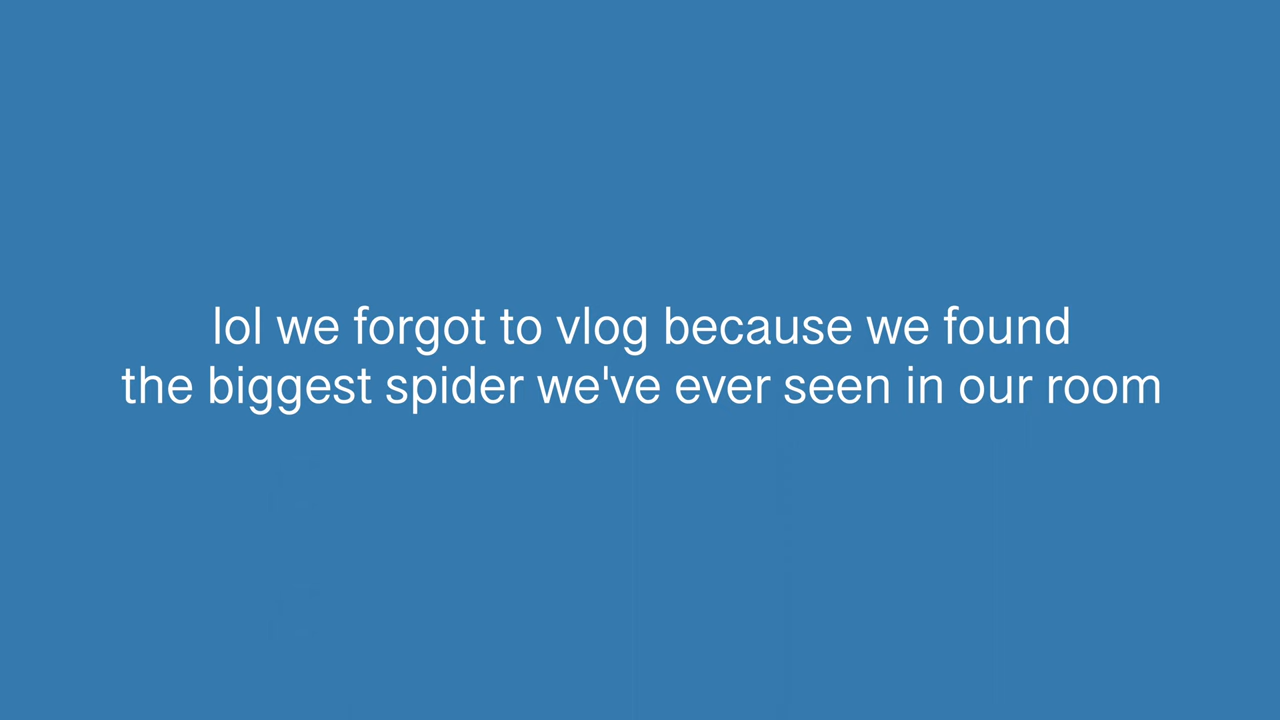 lol we forgot to vlog because we found
the biggest spider we've ever seen in our room